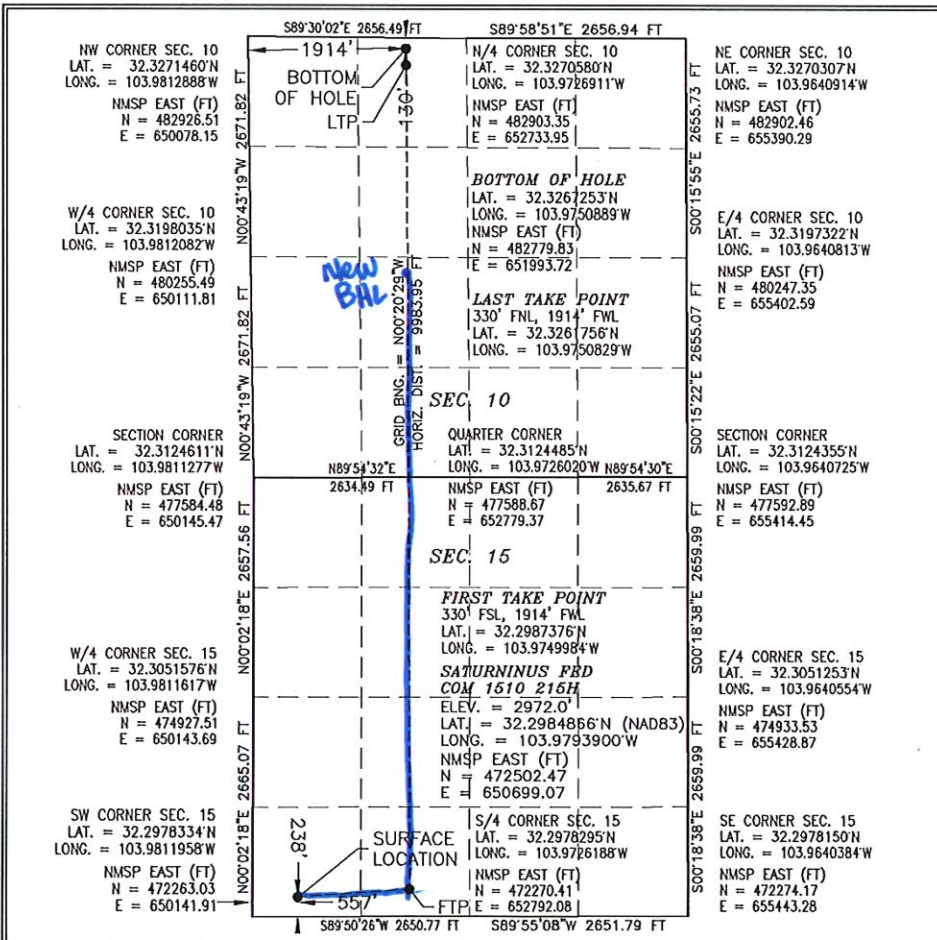 S89°30'02"E 2656.49 FT
S89°58'51"E 2656.94 FT
NW CORNER SEC. 10
LAT. = 32.3271460'N
LONG. = 103.9812888'W
NMSP EAST (FT)
N = 482926.51
E = 650078.15
1914'
BOTTOM
OF HOLE
LTP
130'
N/4 CORNER SEC. 10
LAT. = 32.3270580'N
LONG. = 103.9726911'W
NMSP EAST (FT)
N = 482903.35
E = 652733.95
NE CORNER SEC. 10
LAT. = 32.3270307'N
LONG. = 103.9640914'W
NMSP EAST (FT)
N = 482902.46
E = 655390.29
N00°43'19"W 2671.82 FT
S00°15'55"E 2655.73 FT
BOTTOM OF HOLE
LAT. = 32.3267253'N
LONG. = 103.9750889'W
NMSP EAST (FT)
N = 482779.83
E = 651993.72
W/4 CORNER SEC. 10
LAT. = 32.3198035'N
LONG. = 103.9812082'W
NMSP EAST (FT)
N = 480255.49
E = 650111.81
E/4 CORNER SEC. 10
LAT. = 32.3197322'N
LONG. = 103.9640813'W
NMSP EAST (FT)
N = 480247.35
E = 655402.59
New
BHL
GRID BNG. = N00°20'29"W
HORIZ. DIST. = 9983.95 FT
LAST TAKE POINT
330' FNL, 1914' FWL
LAT. = 32.3261756'N
LONG. = 103.9750829'W
N00°43'19"W 2671.82 FT
S00°15'22"E 2655.07 FT
SEC. 10
SECTION CORNER
LAT. = 32.3124611'N
LONG. = 103.9811277'W
NMSP EAST (FT)
N = 477584.48
E = 650145.47
QUARTER CORNER
LAT. = 32.3124485'N
LONG. = 103.9726020'W
NMSP EAST (FT)
N = 477588.67
E = 652779.37
SECTION CORNER
LAT. = 32.3124355'N
LONG. = 103.9640725'W
NMSP EAST (FT)
N = 477592.89
E = 655414.45
N89°54'32"E
2634.49 FT
N89°54'30"E
2635.67 FT
SEC. 15
N00°02'18"E 2657.56 FT
S00°18'38"E 2659.99 FT
FIRST TAKE POINT
330' FSL, 1914' FWL
LAT. = 32.2987376'N
LONG. = 103.9749984'W
W/4 CORNER SEC. 15
LAT. = 32.3051576'N
LONG. = 103.9811617'W
NMSP EAST (FT)
N = 474927.51
E = 650143.69
E/4 CORNER SEC. 15
LAT. = 32.3051253'N
LONG. = 103.9640554'W
NMSP EAST (FT)
N = 474933.53
E = 655428.87
SATURNINUS FED
COM 1510 215H
ELEV. = 2972.0'
LAT. = 32.2984866'N (NAD83)
LONG. = 103.9793900'W
NMSP EAST (FT)
N = 472502.47
E = 650699.07
N00°02'18"E 2665.07 FT
S00°18'38"E 2659.99 FT
SW CORNER SEC. 15
LAT. = 32.2978334'N
LONG. = 103.9811958'W
NMSP EAST (FT)
N = 472263.03
E = 650141.91
238'
SURFACE
LOCATION
557'
FTP
S/4 CORNER SEC. 15
LAT. = 32.2978295'N
LONG. = 103.9726188'W
NMSP EAST (FT)
N = 472270.41
E = 652792.08
SE CORNER SEC. 15
LAT. = 32.2978150'N
LONG. = 103.9640384'W
NMSP EAST (FT)
N = 472274.17
E = 655443.28
S89°50'26"W 2650.77 FT
S89°55'08"W 2651.79 FT